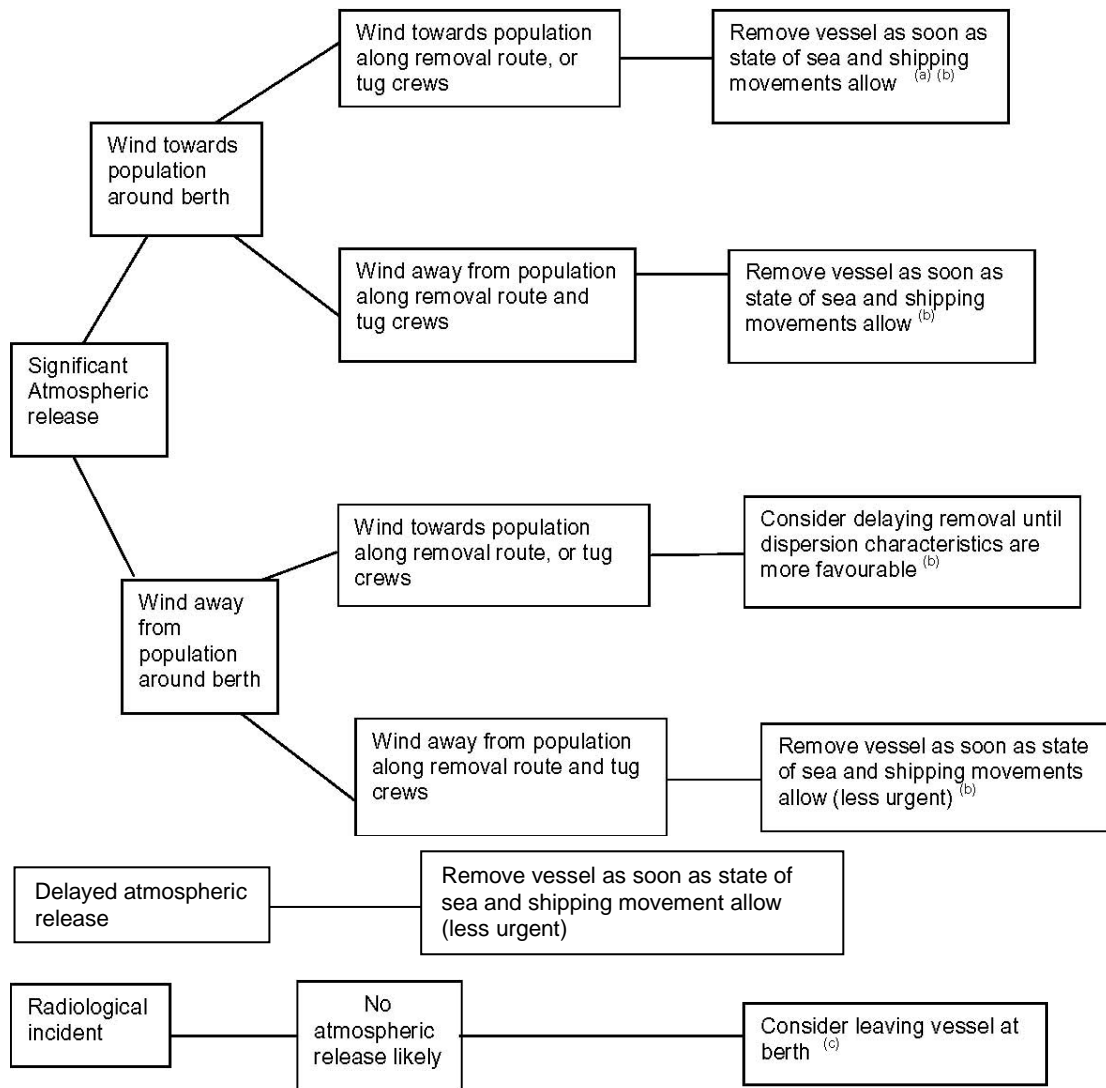 Wind towards population
along removal route, or
tug crews
Remove vessel as soon as
state of sea and shipping
movements allow (a) (b)
Wind towards
population
around berth
Wind away from population
along removal route and
tug crews
Remove vessel as soon as
state of sea and shipping
movements allow (b)
Significant
Atmospheric
release
Wind towards population
along removal route, or tug
crews
Consider delaying removal until
dispersion characteristics are
more favourable (b)
Wind away
from
population
around berth
Wind away from population
along removal route and tug
crews
Remove vessel as soon as state
of sea and shipping movements
allow (less urgent) (b)
Delayed atmospheric
release
Remove vessel as soon as state of
sea and shipping movement allow
(less urgent)
Radiological
incident
No
atmospheric
release likely
Consider leaving vessel at
berth (c)